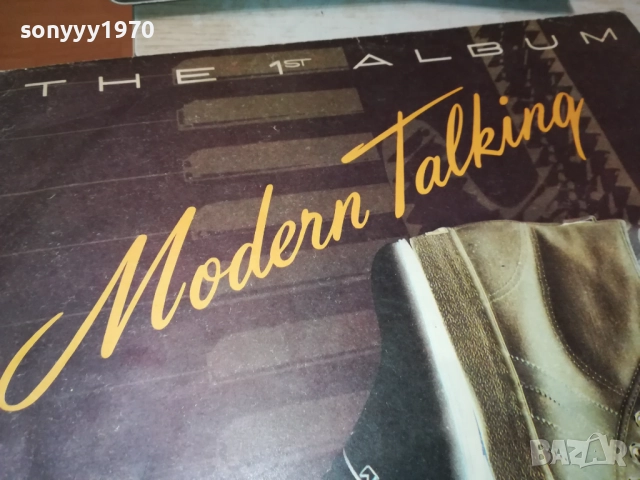 sonyyy1970
THE 1ST ALBUM
Modern Talking
BAZAR